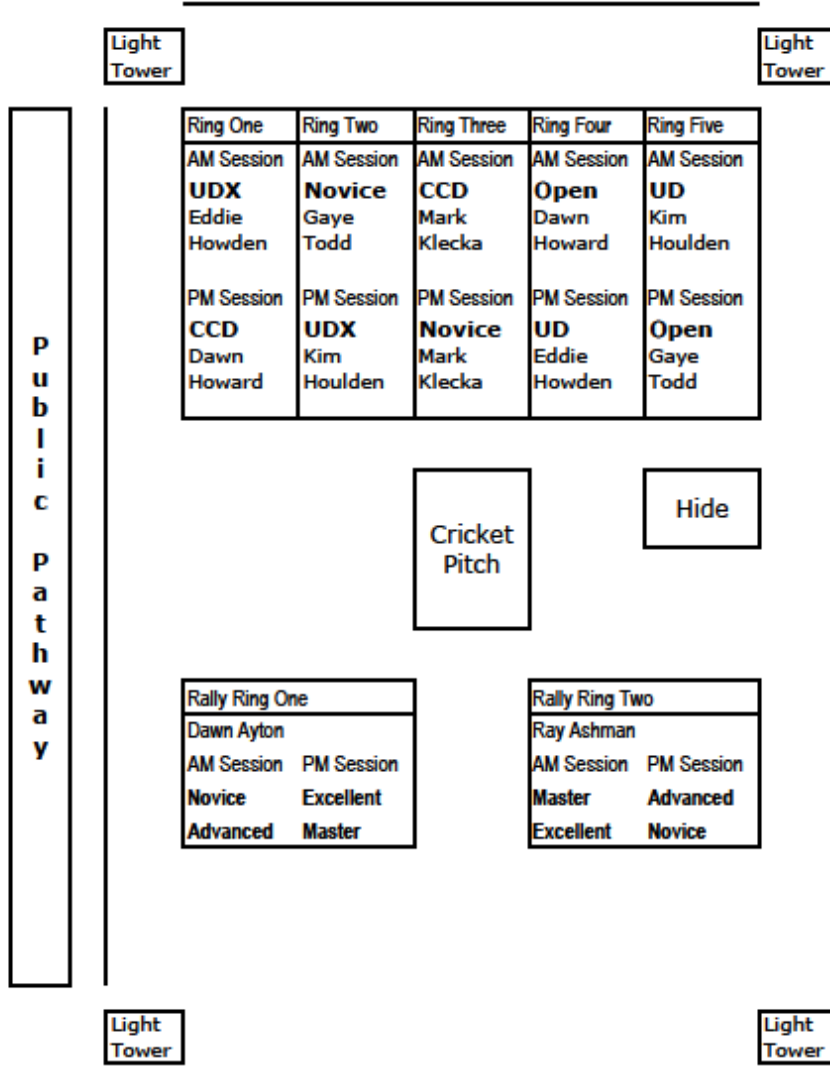 Light
Tower
Light
Tower
Ring One
Ring Two
Ring Three
Ring Four
Ring Five
AM Session
UDX
Eddie
Howden
AM Session
Novice
Gaye
Todd
AM Session
CCD
Mark
Klecka
AM Session
Open
Dawn
Howard
AM Session
UD
Kim
Houlden
PM Session
CCD
Dawn
Howard
PM Session
UDX
Kim
Houlden
PM Session
Novice
Mark
Klecka
PM Session
UD
Eddie
Howden
PM Session
Open
Gaye
Todd
Public Pathway
Cricket
Pitch
Hide
Rally Ring One
Dawn Ayton
AM Session PM Session
Novice Excellent
Advanced Master
Rally Ring Two
Ray Ashman
AM Session PM Session
Master Advanced
Excellent Novice
Light
Tower
Light
Tower